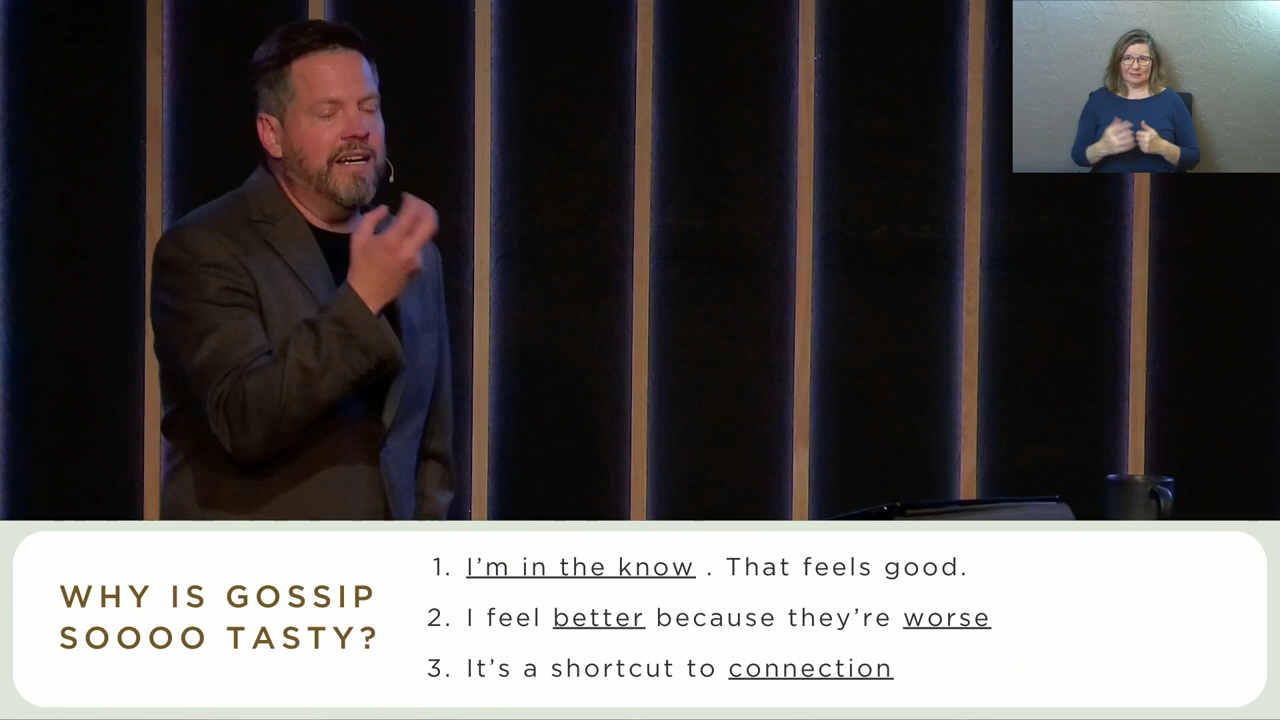 WHY IS GOSSIP
SOOOO TASTY?
1. I'm in the know . That feels good.
2. I feel better because they're worse
3. It's a shortcut to connection